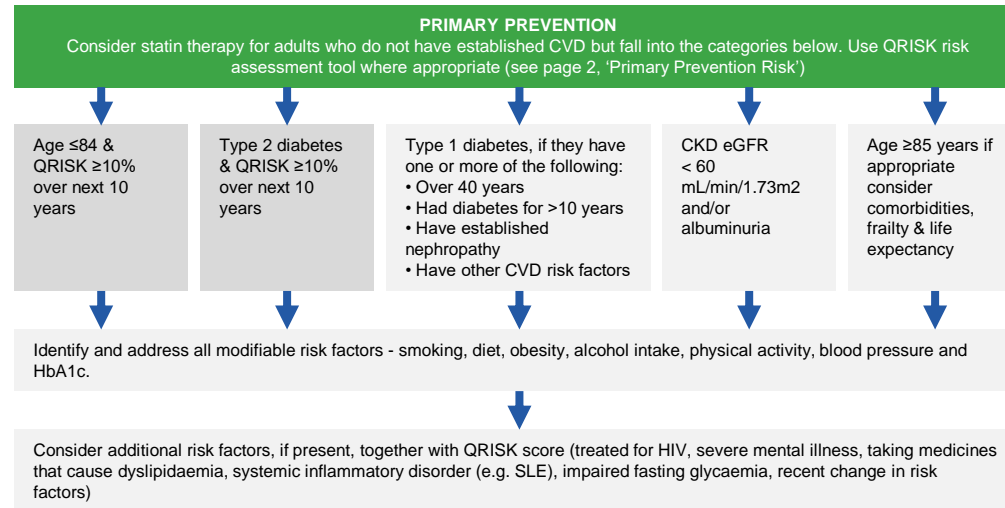 PRIMARY PREVENTION
Consider statin therapy for adults who do not have established CVD but fall into the categories below. Use QRISK risk
assessment tool where appropriate (see page 2, ‘Primary Prevention Risk’)
Age ≤84 &
QRISK ≥10%
over next 10
years
Type 2 diabetes
& QRISK ≥10%
over next 10
years
Type 1 diabetes, if they have
one or more of the following:
• Over 40 years
• Had diabetes for >10 years
• Have established
nephropathy
• Have other CVD risk factors
CKD eGFR
< 60
mL/min/1.73m2
and/or
albuminuria
Age ≥85 years if
appropriate
consider
comorbidities,
frailty & life
expectancy
Identify and address all modifiable risk factors - smoking, diet, obesity, alcohol intake, physical activity, blood pressure and
HbA1c.
Consider additional risk factors, if present, together with QRISK score (treated for HIV, severe mental illness, taking medicines
that cause dyslipidaemia, systemic inflammatory disorder (e.g. SLE), impaired fasting glycaemia, recent change in risk
factors)